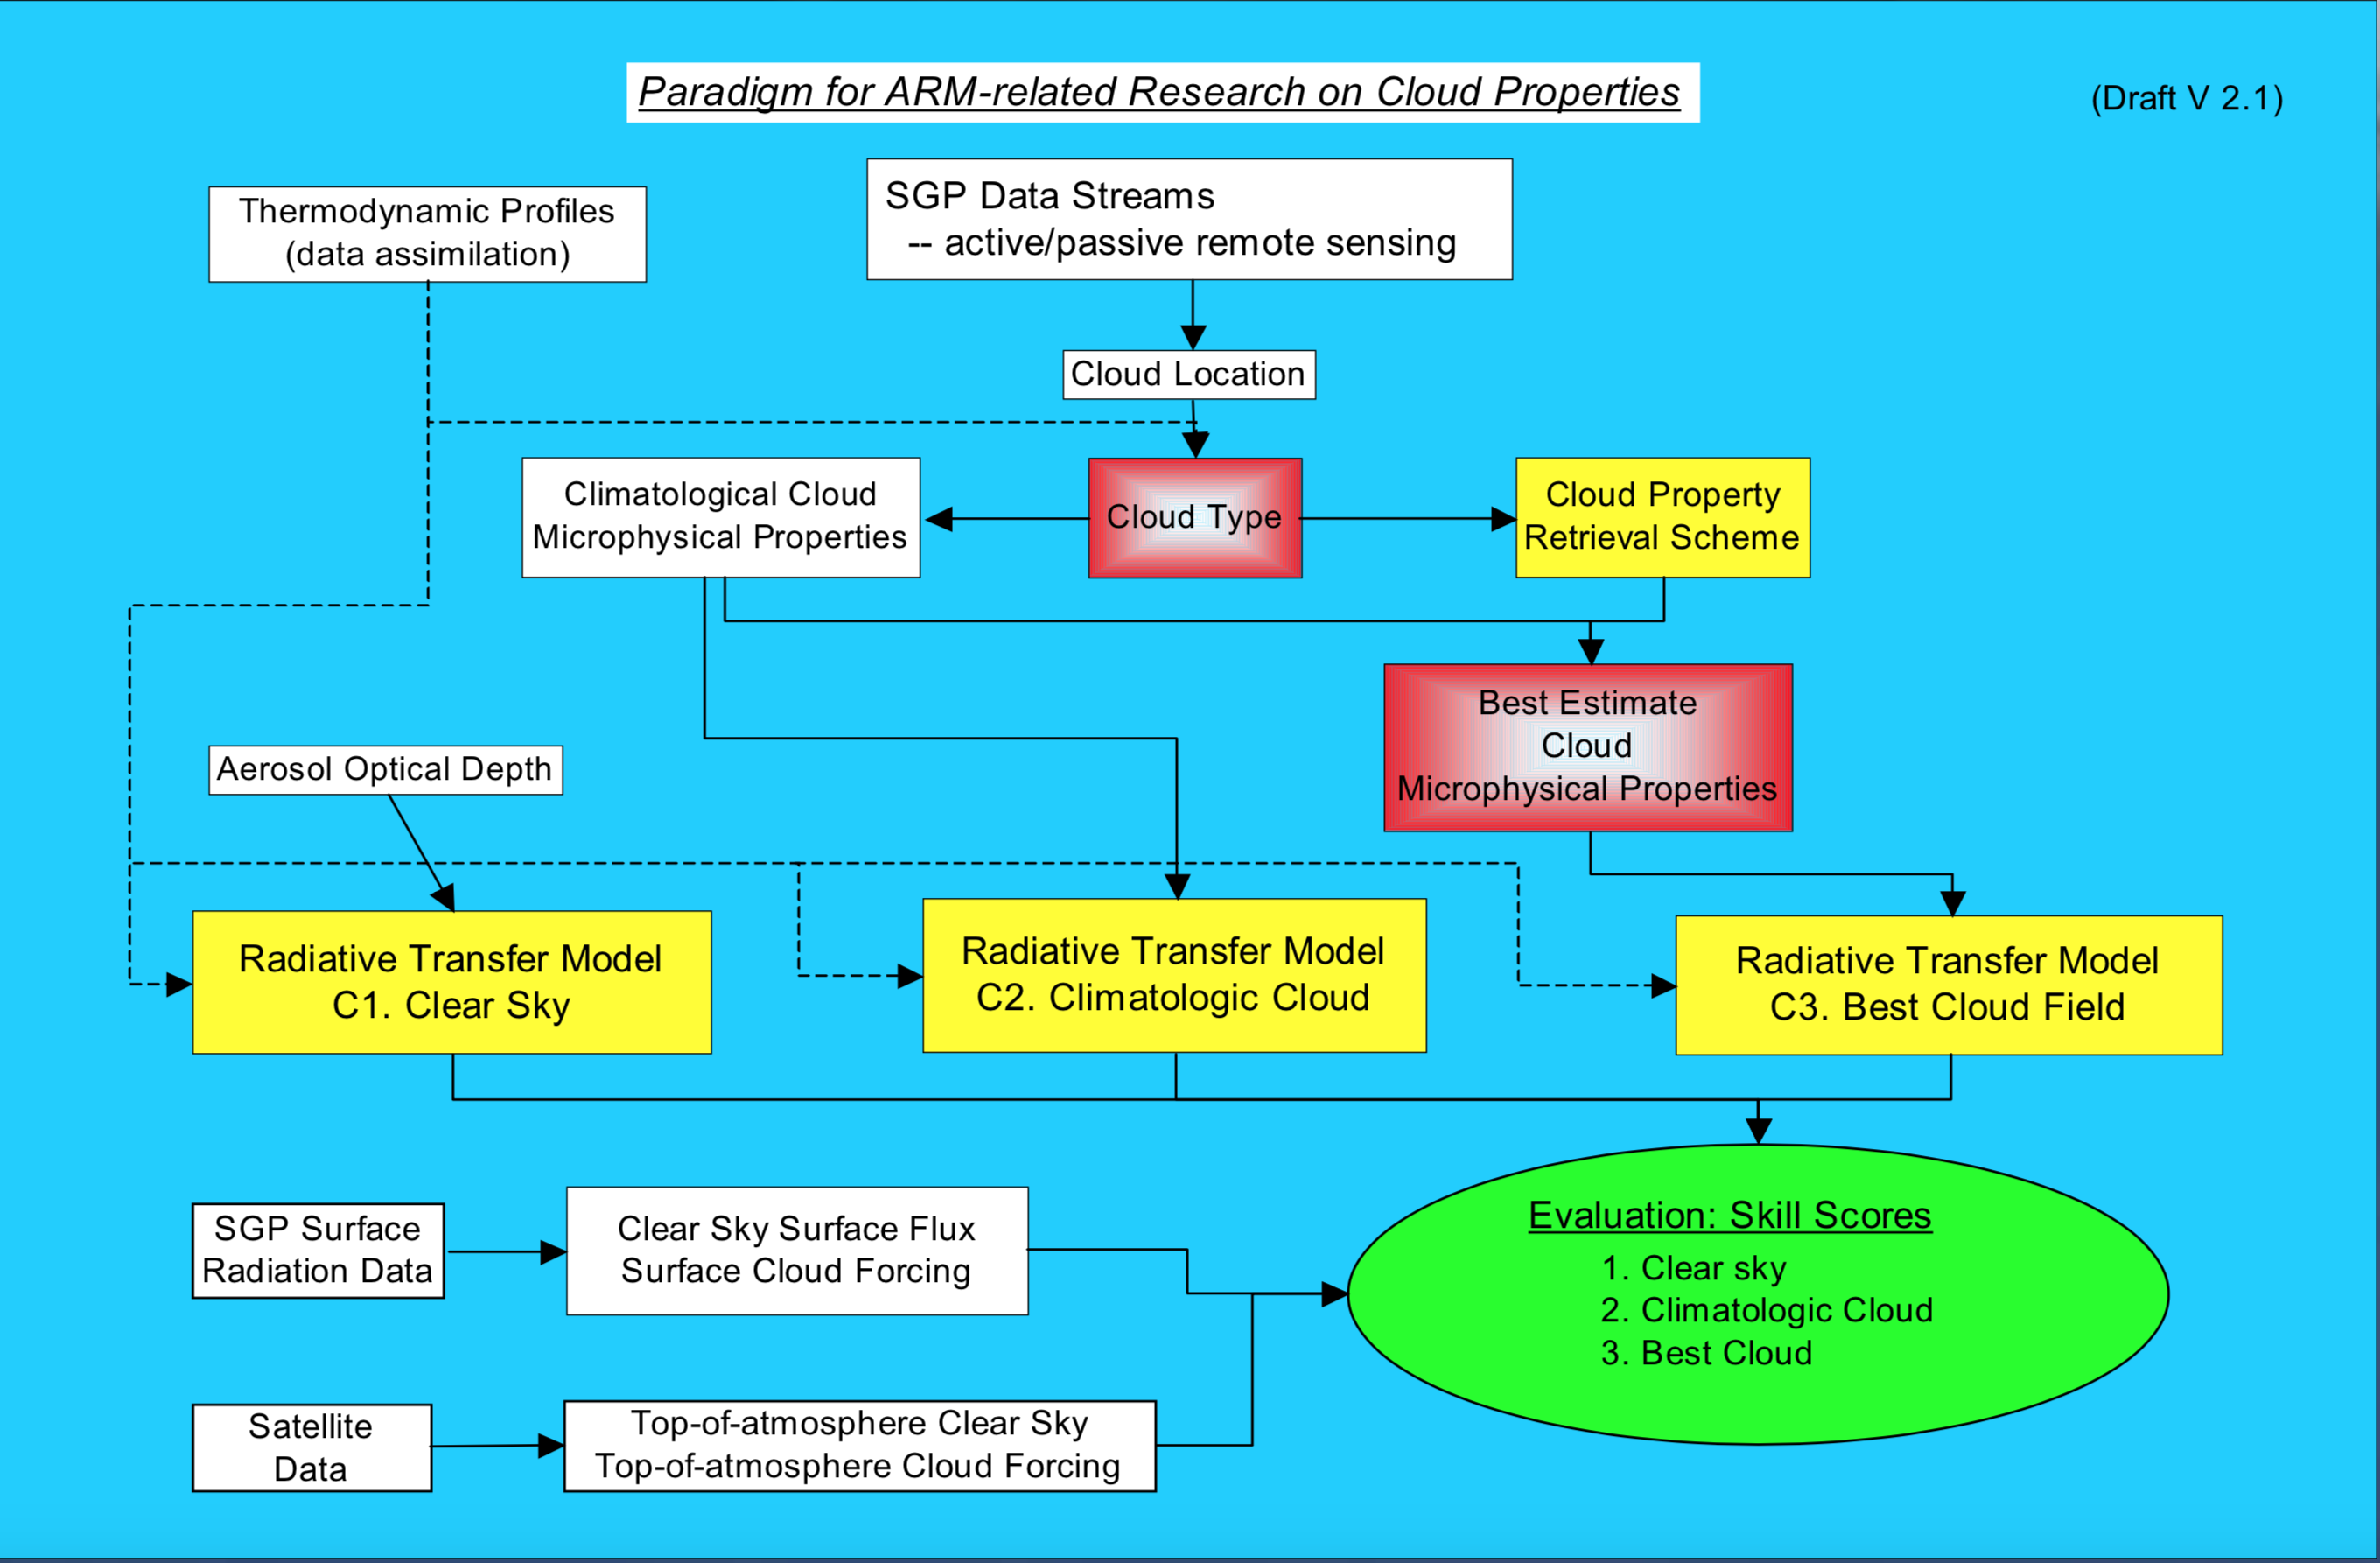 Paradigm for ARM-related Research on Cloud Properties
(Draft V 2.1)
Thermodynamic Profiles
(data assimilation)
SGP Data Streams
-- active/passive remote sensing
Cloud Location
Climatological Cloud
Microphysical Properties
Cloud Type
Cloud Property
Retrieval Scheme
Best Estimate
Cloud
Microphysical Properties
Aerosol Optical Depth
Radiative Transfer Model
C1. Clear Sky
Radiative Transfer Model
C2. Climatologic Cloud
Radiative Transfer Model
C3. Best Cloud Field
SGP Surface
Radiation Data
Clear Sky Surface Flux
Surface Cloud Forcing
Evaluation: Skill Scores
1. Clear sky
2. Climatologic Cloud
3. Best Cloud
Satellite
Data
Top-of-atmosphere Clear Sky
Top-of-atmosphere Cloud Forcing